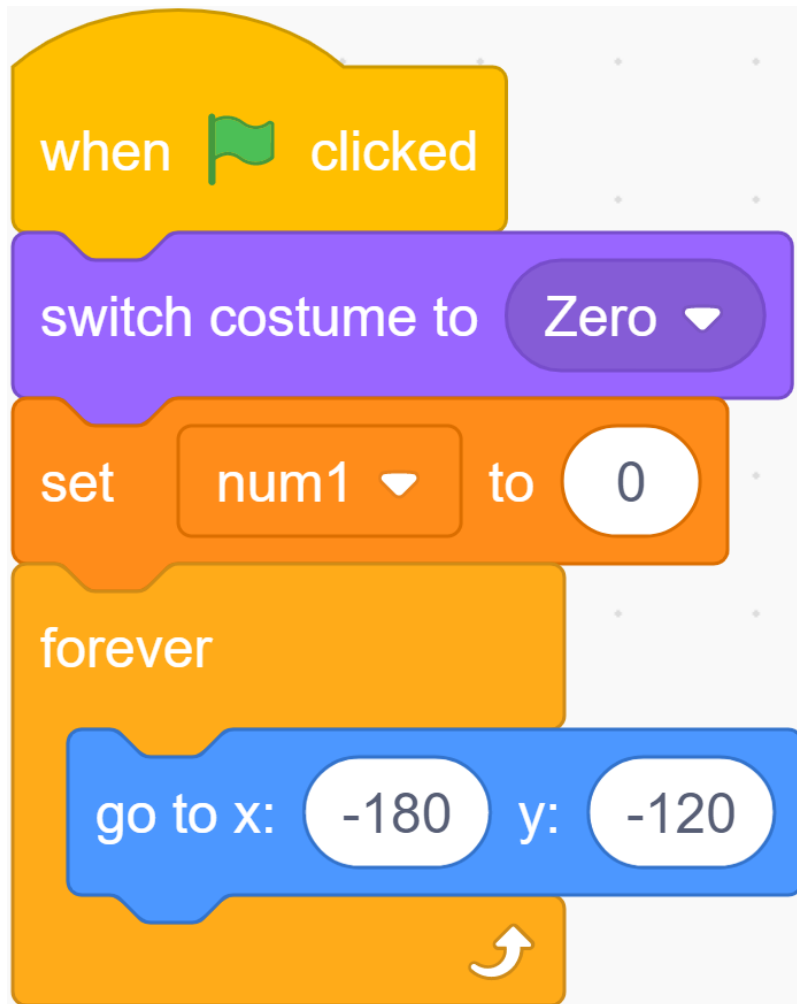 when clicked
switch costume to Zero
set num1 to 0
forever
go to x: -180 y: -120